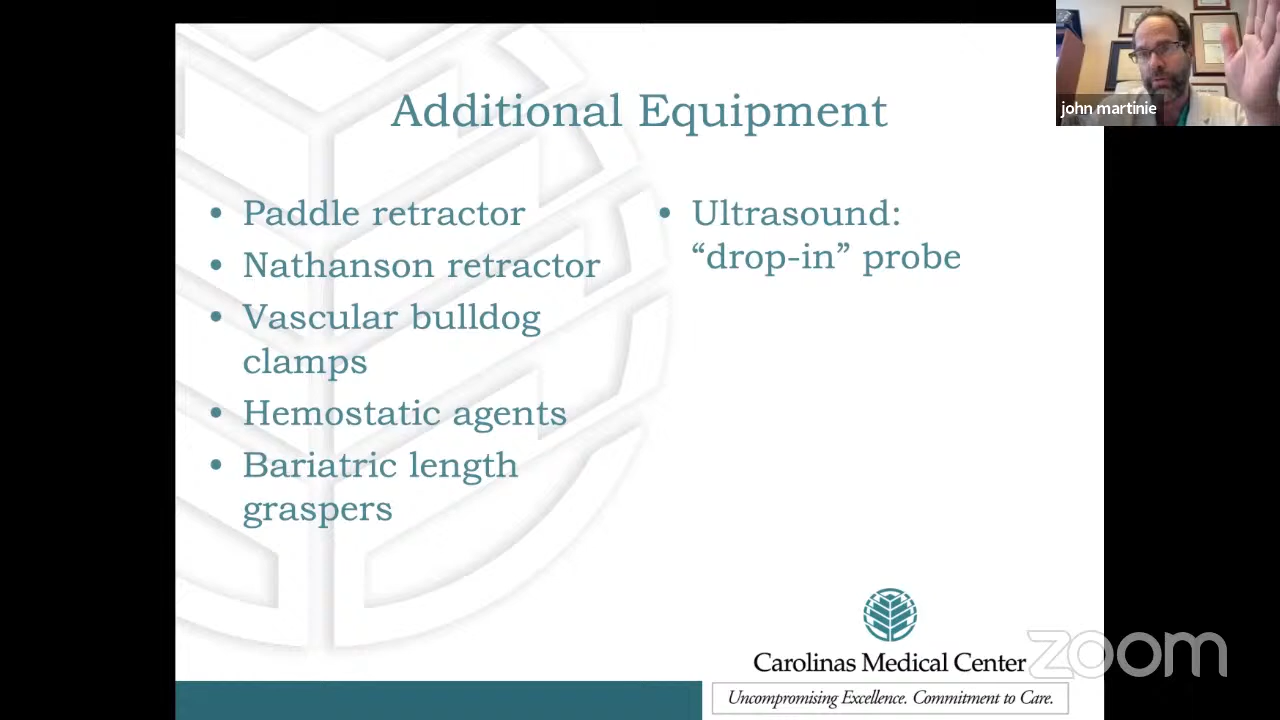 Additional Equipment
• Paddle retractor
• Nathanson retractor
• Vascular bulldog
clamps
• Hemostatic agents
• Bariatric length
graspers
• Ultrasound:
“drop-in” probe
Carolinas Medical Center
Uncompromising Excellence. Commitment to Care.
john martinie
zoom